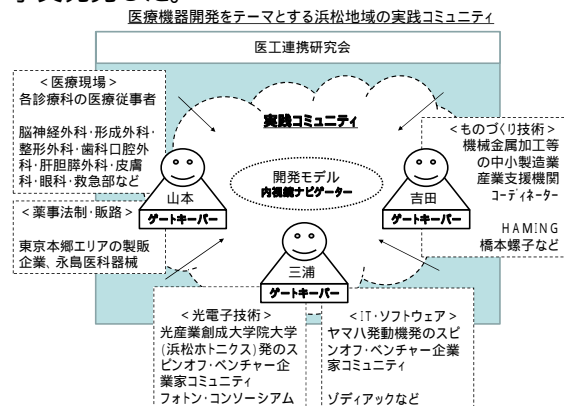 医療機器開発をテーマとする浜松地域の実践コミュニティ
医工連携研究会
<医療現場>
各診療科の医療従事者
脳神経外科・形成外科・
整形外科・歯科口腔外
科・肝胆膵外科・皮膚
科・眼科・救急部など
実践コミュニティ
<ものづくり技術>
機械金属加工等
の中小製造業
産業支援機関
コーディネーター
HAMING
橋本螺子など
開発モデル
内視鏡ナビゲーター
山本
ゲートキーパー
吉田
ゲートキーパー
<薬事法制・販路>
東京本郷エリアの製販
企業、永島医科器械
三浦
ゲートキーパー
<光電子技術>
光産業創成大学院大学
(浜松ホトニクス)発のス
ピンオフ・ベンチャー企
業家コミュニティ
フォトン・コンソーシアム
<IT・ソフトウェア>
ヤマハ発動機発のスピ
ンオフ・ベンチャー企業
家コミュニティ
ゾディアックなど